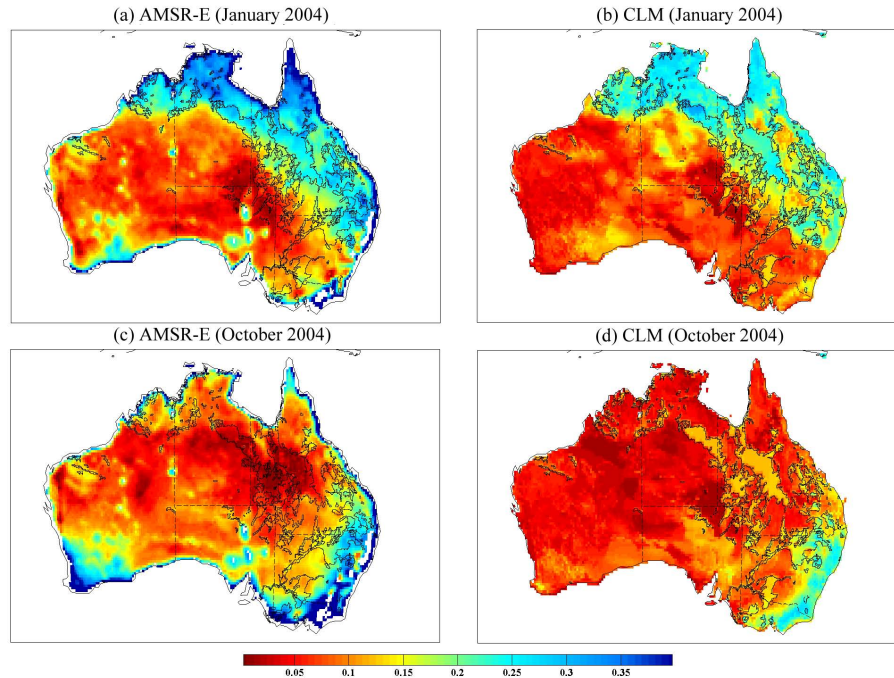 (a) AMSR-E (January 2004)
(b) CLM (January 2004)
(c) AMSR-E (October 2004)
(d) CLM (October 2004)
0.05 0.1 0.15 0.2 0.25 0.3 0.35